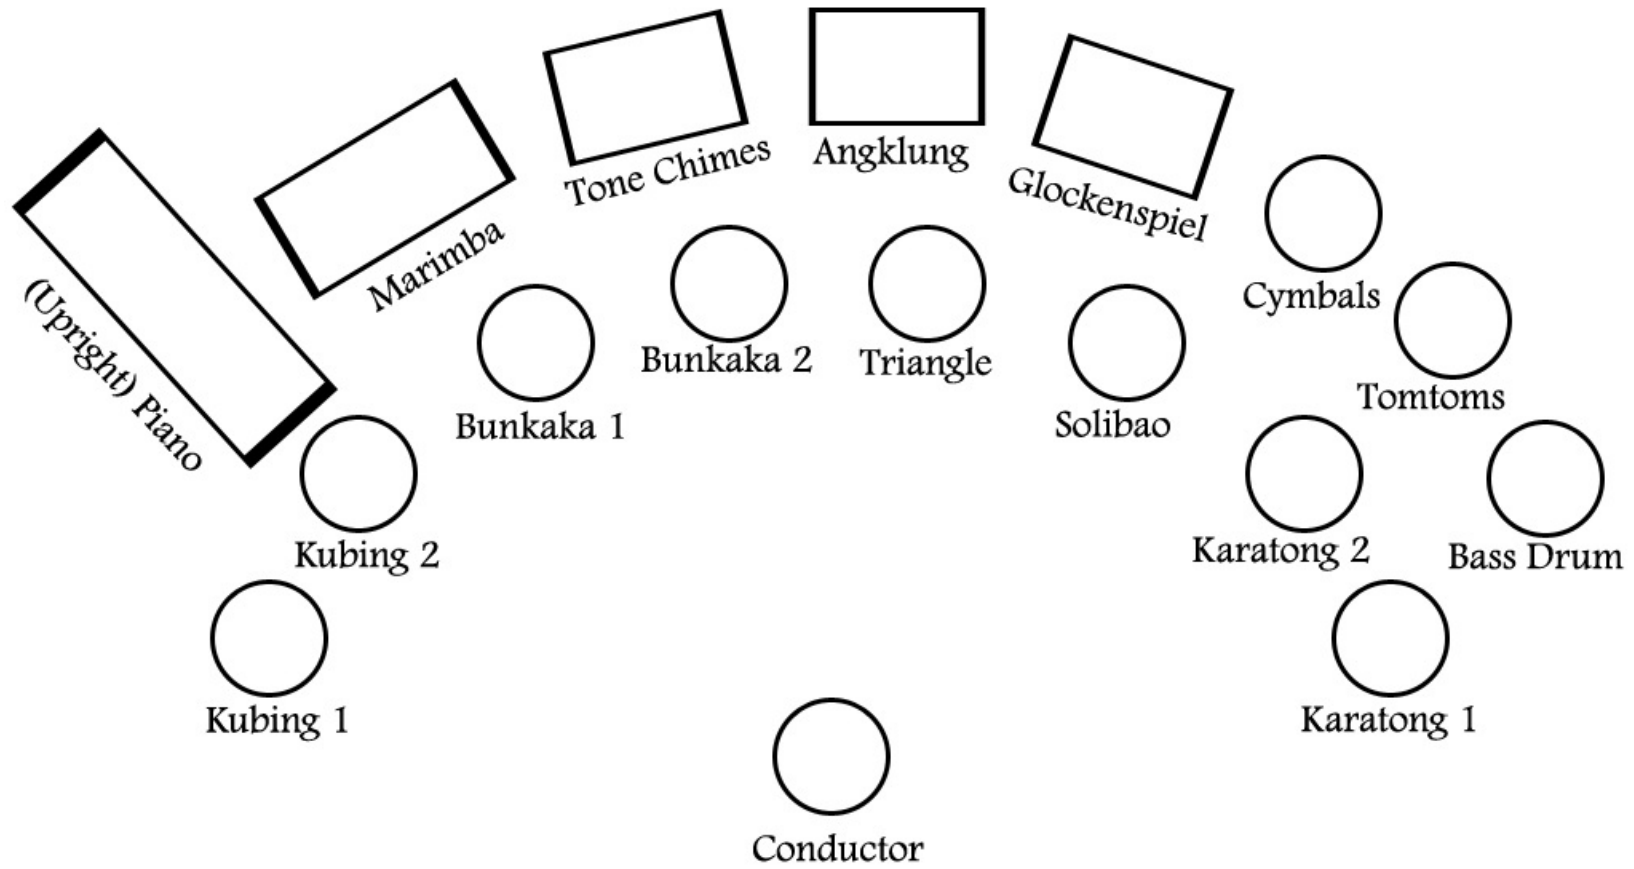 Tone Chimes
Angklung
Glockenspiel
Marimba
(Upright) Piano
Cymbals
Bunkaka 2
Triangle
Tomtoms
Bunkaka 1
Solibao
Kubing 2
Karatong 2
Bass Drum
Kubing 1
Karatong 1
Conductor